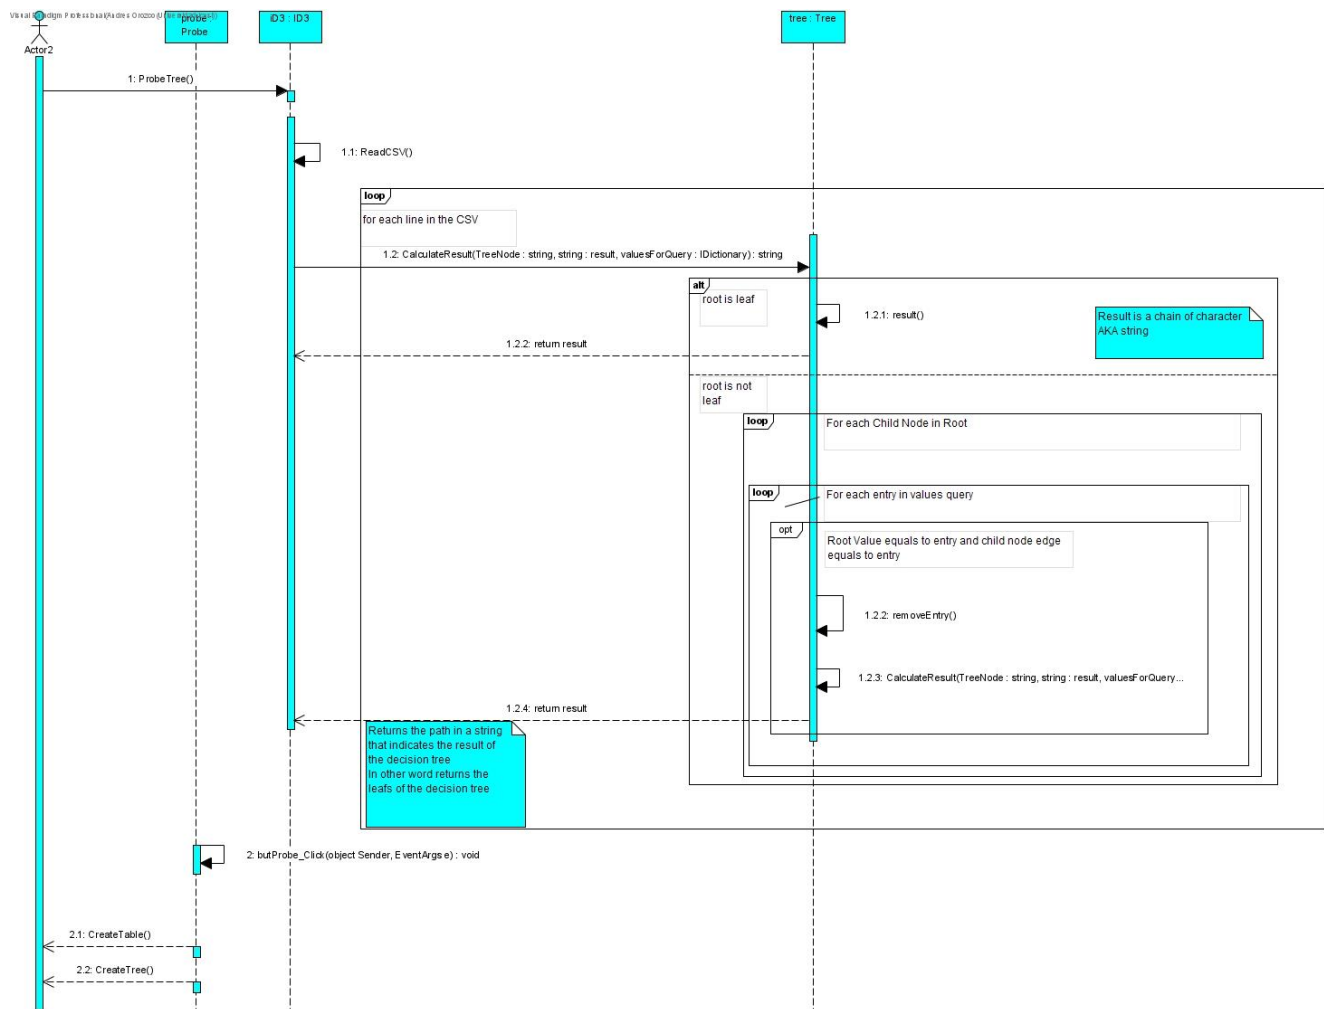 Visual Paradigm Professional(Andres Orozco(
probe :
Probe
iD3 : ID3
tree : Tree
Actor2
1: ProbeTree()
1.1: ReadCSV()
loop
for each line in the CSV
1.2: CalculateResult(TreeNode : string, string : result, valuesForQuery : IDictionary) : string
alt
root is leaf
1.2.1: result()
Result is a chain of character
AKA string
1.2.2: return result
root is not
leaf
loop
For each Child Node in Root
loop
For each entry in values query
opt
Root Value equals to entry and child node edge
equals to entry
1.2.2: removeEntry()
1.2.3: CalculateResult(TreeNode : string, string : result, valuesForQuery...
1.2.4: return result
Returns the path in a string
that indicates the result of
the decision tree
In other word returns the
leafs of the decision tree
2: butProbe_Click(object Sender, EventArgs e) : void
2.1: CreateTable()
2.2: CreateTree()